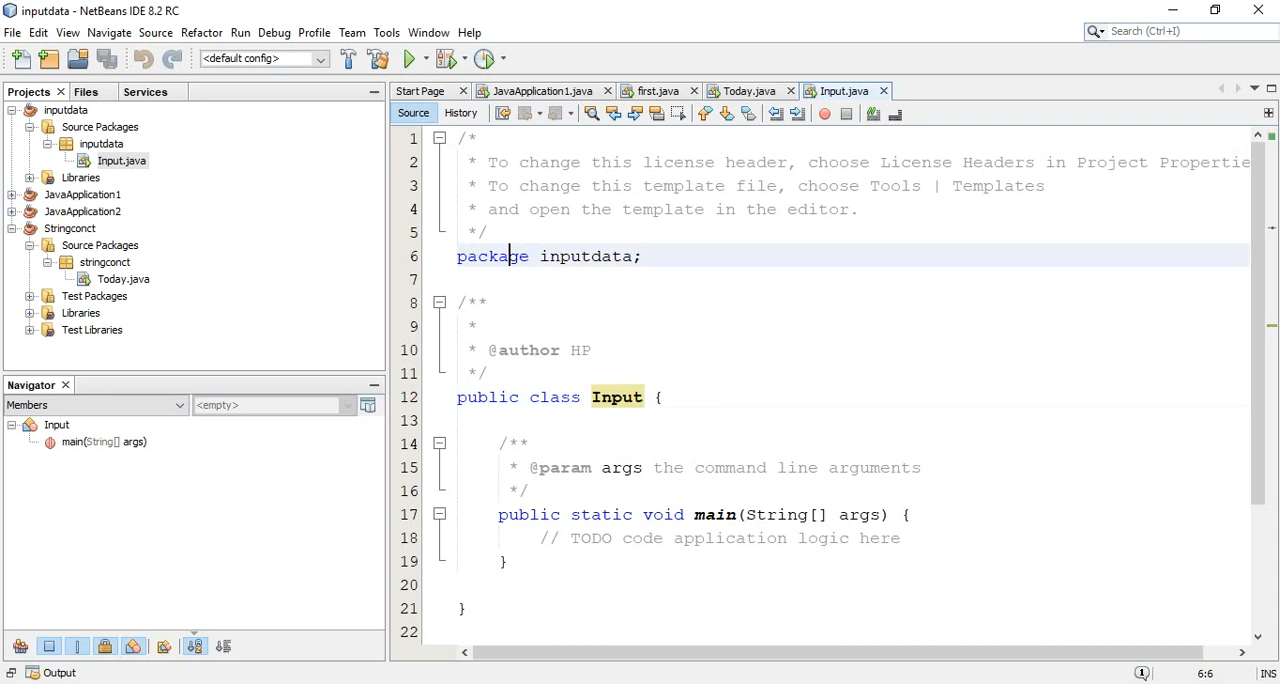 inputdata - NetBeans IDE 8.2 RC
File Edit View Navigate Source Refactor Run Debug Profile Team Tools Window Help
Search (Ctrl+I)
<default config>
Projects Files Services
inputdata
Source Packages
inputdata
Input.java
Libraries
JavaApplication1
JavaApplication2
Stringconct
Source Packages
stringconct
Today.java
Test Packages
Libraries
Test Libraries
Navigator
Members <empty>
Input
main(String[] args)
Start Page JavaApplication1.java first.java Today.java Input.java
Source History
1 /*
2 * To change this license header, choose License Headers in Project Propertie
3 * To change this template file, choose Tools | Templates
4 * and open the template in the editor.
5 */
6 package inputdata;
7
8 /**
9 *
10 * @author HP
11 */
12 public class Input {
13
14 /**
15 * @param args the command line arguments
16 */
17 public static void main(String[] args) {
18 // TODO code application logic here
19 }
20
21 }
22
Output
1
6:6 INS